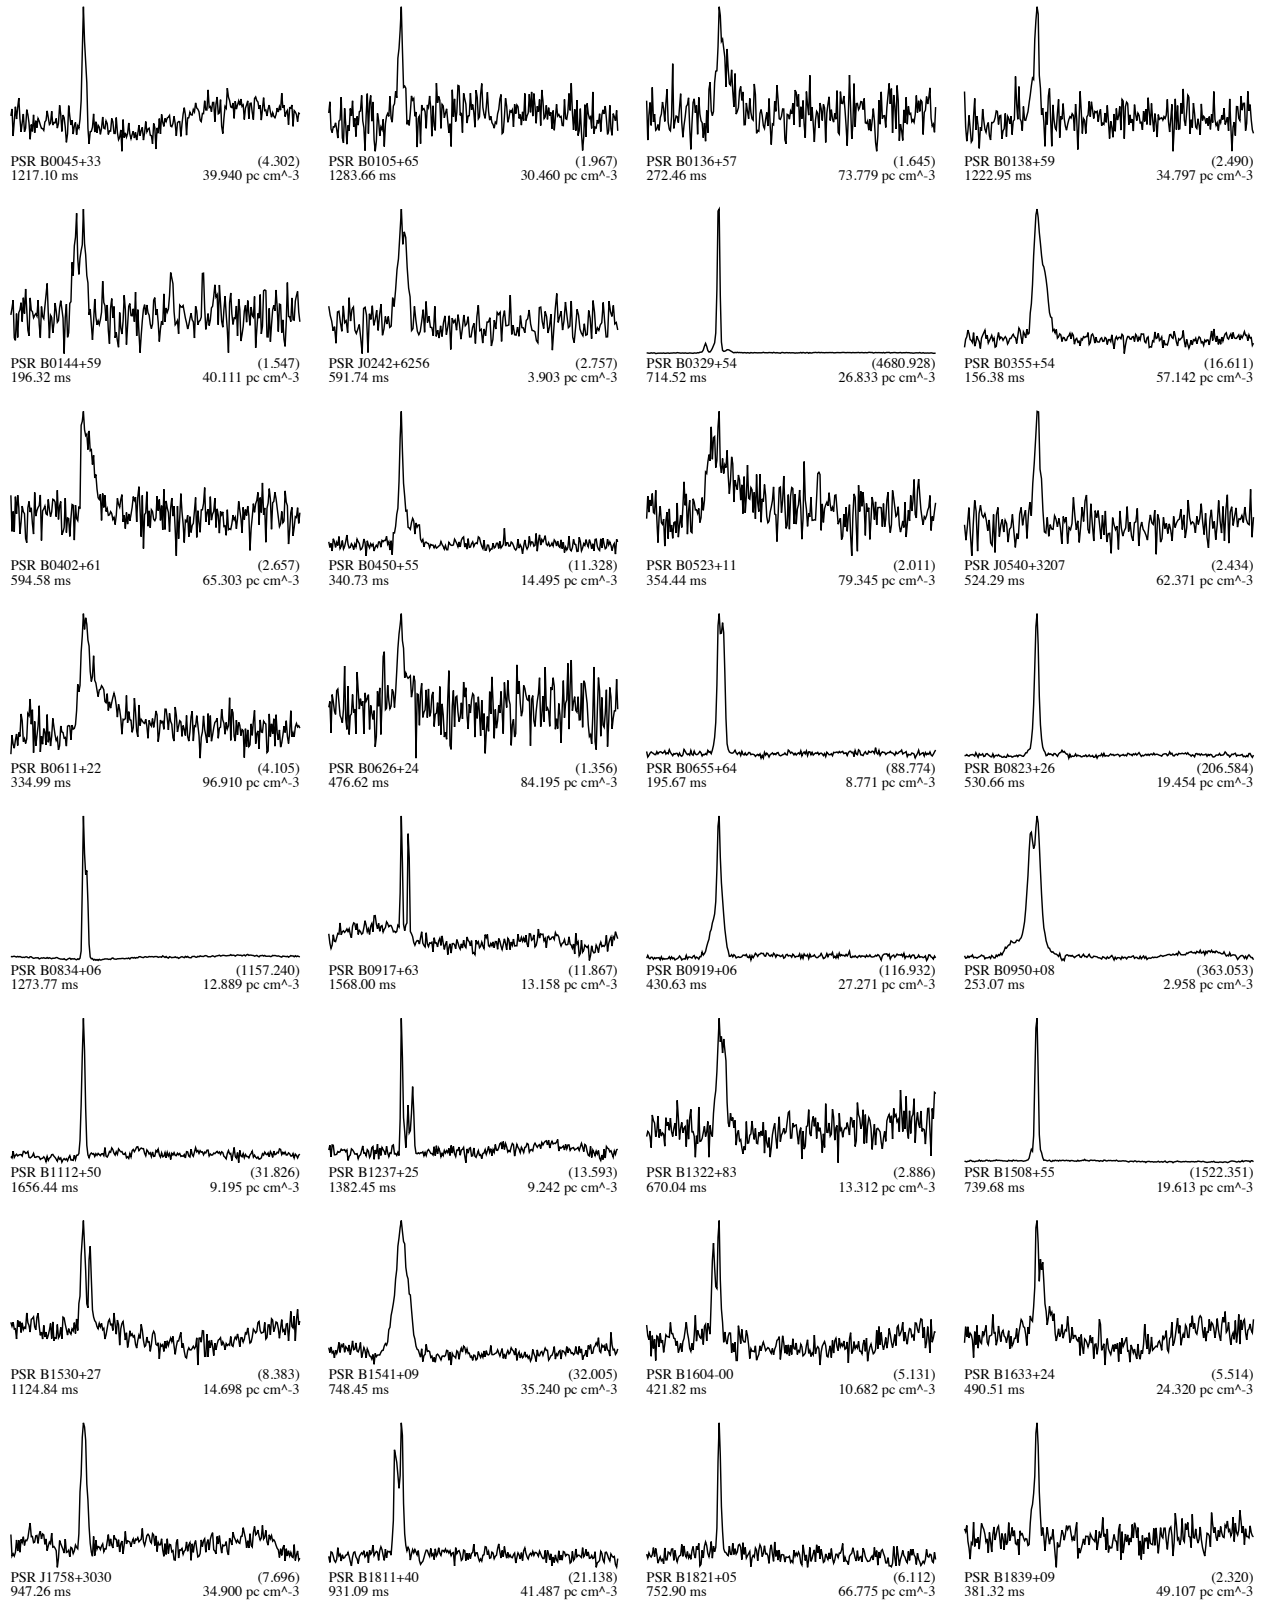 PSR B0045+33 (4.302)
1217.10 ms 39.940 pc cm^-3
PSR B0105+65 (1.967)
1283.66 ms 30.460 pc cm^-3
PSR B0136+57 (1.645)
272.46 ms 73.779 pc cm^-3
PSR B0138+59 (2.490)
1222.95 ms 34.797 pc cm^-3
PSR B0144+59 (1.547)
196.32 ms 40.111 pc cm^-3
PSR J0242+6256 (2.757)
591.74 ms 3.903 pc cm^-3
PSR B0329+54 (4680.928)
714.52 ms 26.833 pc cm^-3
PSR B0355+54 (16.611)
156.38 ms 57.142 pc cm^-3
PSR B0402+61 (2.657)
594.58 ms 65.303 pc cm^-3
PSR B0450+55 (11.328)
340.73 ms 14.495 pc cm^-3
PSR B0523+11 (2.011)
354.44 ms 79.345 pc cm^-3
PSR J0540+3207 (2.434)
524.29 ms 62.371 pc cm^-3
PSR B0611+22 (4.105)
334.99 ms 96.910 pc cm^-3
PSR B0626+24 (1.356)
476.62 ms 84.195 pc cm^-3
PSR B0655+64 (88.774)
195.67 ms 8.771 pc cm^-3
PSR B0823+26 (206.584)
530.66 ms 19.454 pc cm^-3
PSR B0834+06 (1157.240)
1273.77 ms 12.889 pc cm^-3
PSR B0917+63 (11.867)
1568.00 ms 13.158 pc cm^-3
PSR B0919+06 (116.932)
430.63 ms 27.271 pc cm^-3
PSR B0950+08 (363.053)
253.07 ms 2.958 pc cm^-3
PSR B1112+50 (31.826)
1656.44 ms 9.195 pc cm^-3
PSR B1237+25 (13.593)
1382.45 ms 9.242 pc cm^-3
PSR B1322+83 (2.886)
670.04 ms 13.312 pc cm^-3
PSR B1508+55 (1522.351)
739.68 ms 19.613 pc cm^-3
PSR B1530+27 (8.383)
1124.84 ms 14.698 pc cm^-3
PSR B1541+09 (32.005)
748.45 ms 35.240 pc cm^-3
PSR B1604-00 (5.131)
421.82 ms 10.682 pc cm^-3
PSR B1633+24 (5.514)
490.51 ms 24.320 pc cm^-3
PSR J1758+3030 (7.696)
947.26 ms 34.900 pc cm^-3
PSR B1811+40 (21.138)
931.09 ms 41.487 pc cm^-3
PSR B1821+05 (6.112)
752.90 ms 66.775 pc cm^-3
PSR B1839+09 (2.320)
381.32 ms 49.107 pc cm^-3